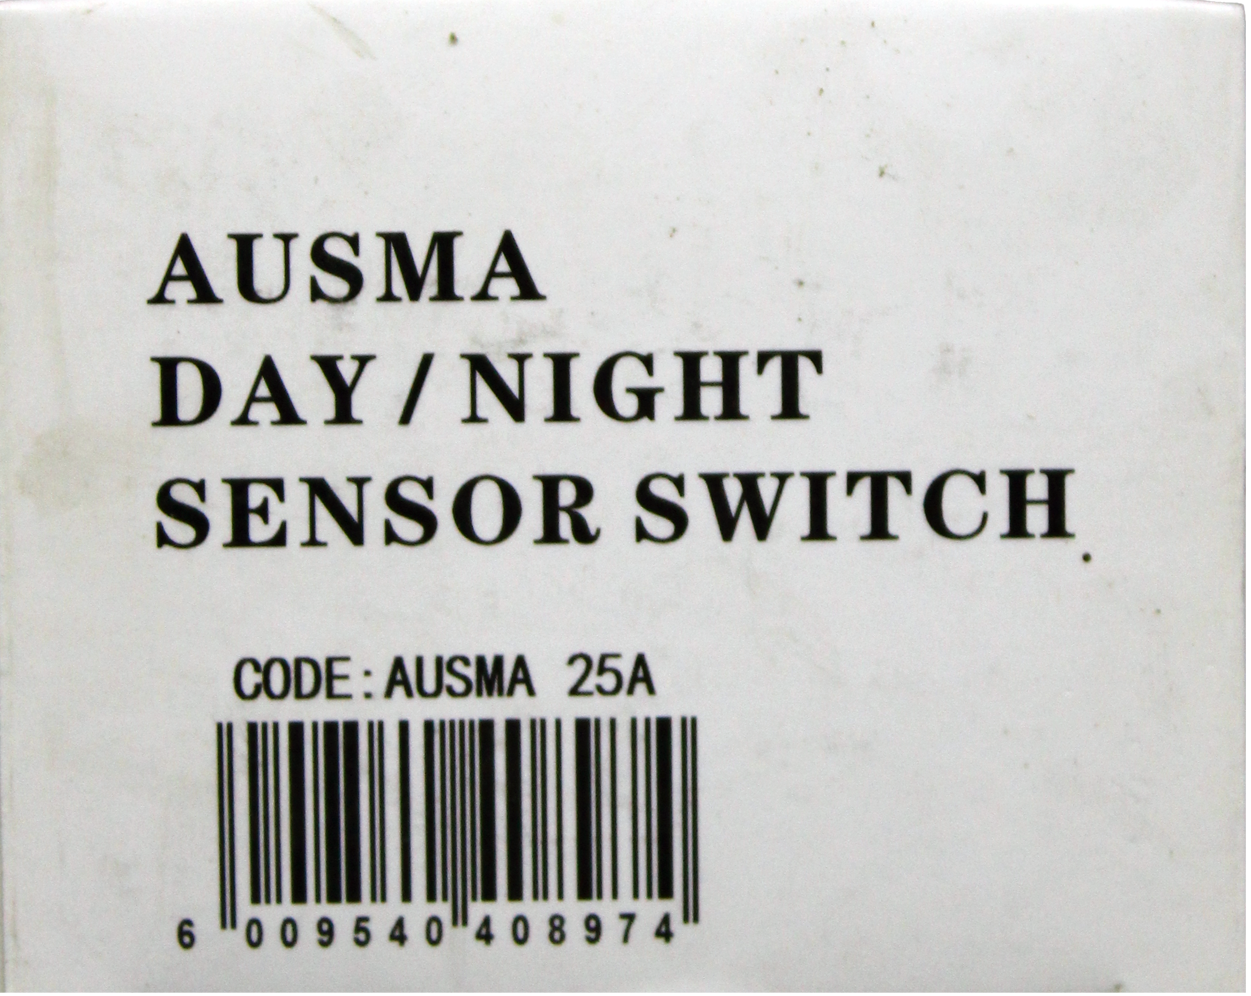 AUSMA
DAY/NIGHT
SENSOR SWITCH
CODE:AUSMA 25A
6 009540 408974